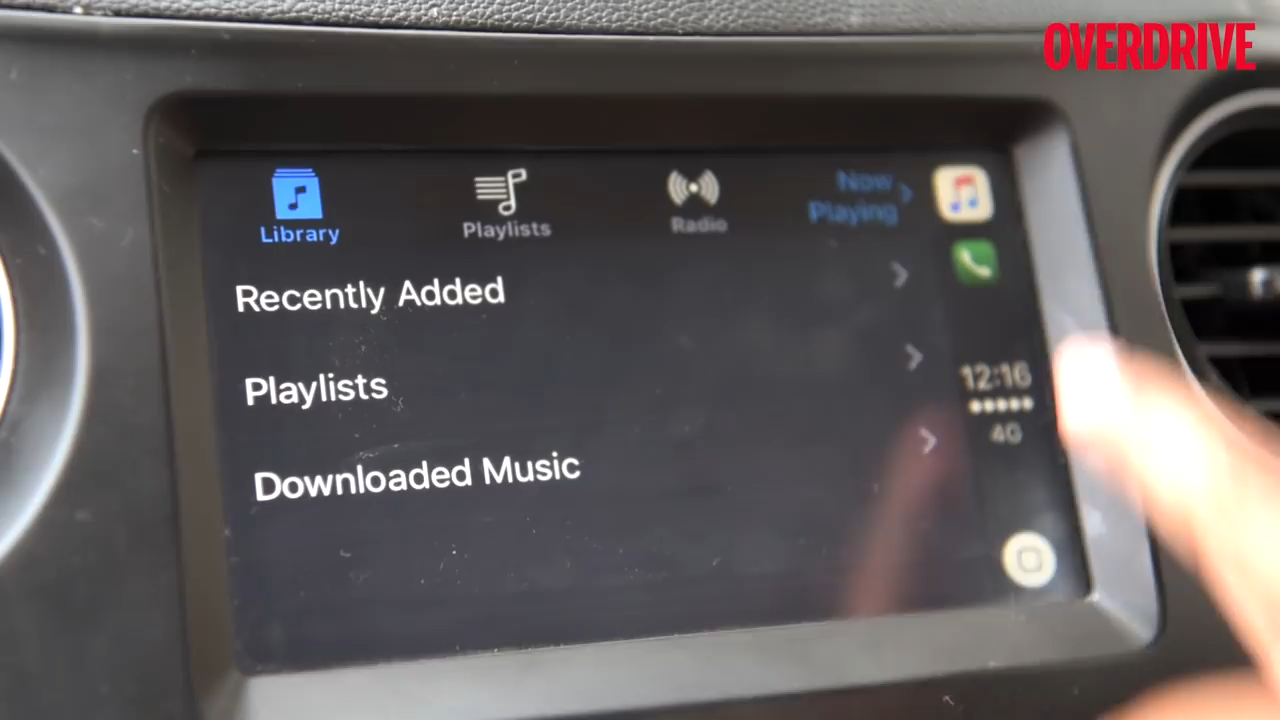 OVERDRIVE
Library
Playlists
Radio
Now
Playing
Recently Added
Playlists
Downloaded Music
12:16
4G